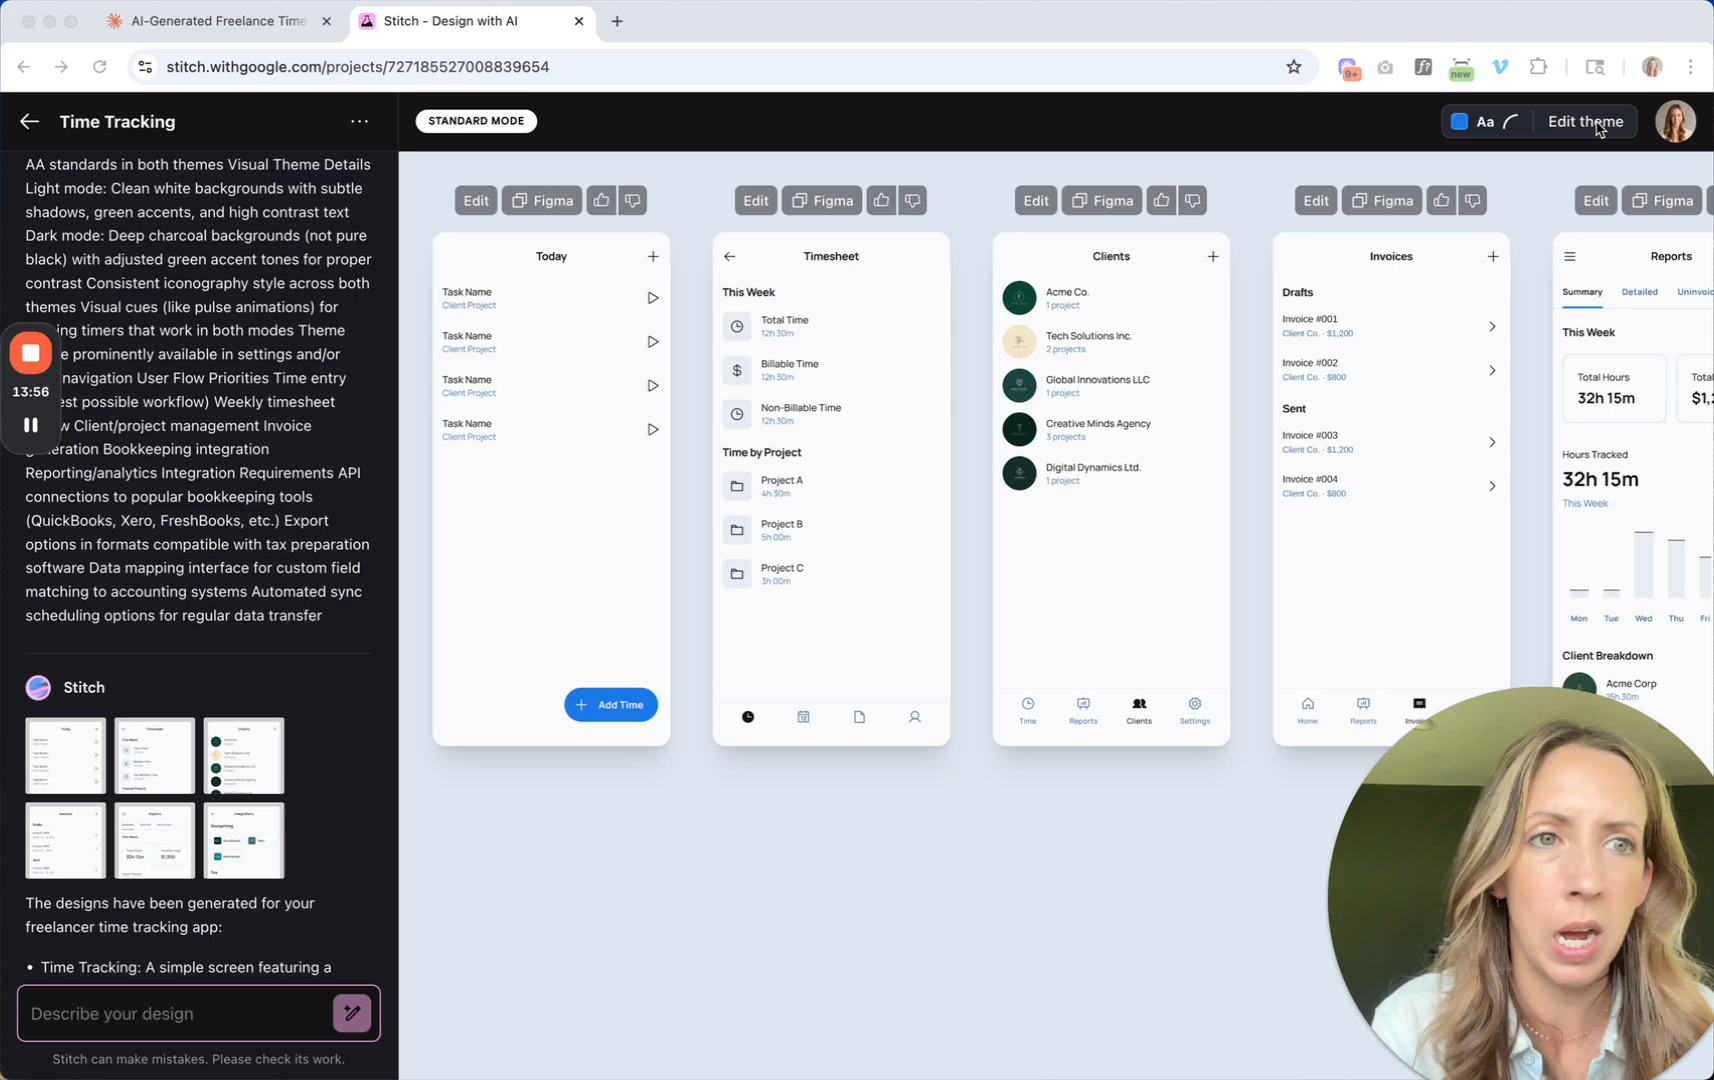 AI-Generated Freelance Time
Stitch - Design with AI
stitch.withgoogle.com/projects/727185527008839654
9+
f?
new
Time Tracking
STANDARD MODE
Aa
Edit theme
AA standards in both themes Visual Theme Details
Light mode: Clean white backgrounds with subtle
shadows, green accents, and high contrast text
Dark mode: Deep charcoal backgrounds (not pure
black) with adjusted green accent tones for proper
contrast Consistent iconography style across both
themes Visual cues (like pulse animations) for
ing timers that work in both modes Theme
prominently available in settings and/or
navigation User Flow Priorities Time entry
est possible workflow) Weekly timesheet
w Client/project management Invoice
generation Bookkeeping integration
Reporting/analytics Integration Requirements API
connections to popular bookkeeping tools
(QuickBooks, Xero, FreshBooks, etc.) Export
options in formats compatible with tax preparation
software Data mapping interface for custom field
matching to accounting systems Automated sync
scheduling options for regular data transfer
13:56
Stitch
The designs have been generated for your
freelancer time tracking app:
• Time Tracking: A simple screen featuring a
Describe your design
Stitch can make mistakes. Please check its work.
Edit
Figma
Today
Task Name
Client Project
Task Name
Client Project
Task Name
Client Project
Task Name
Client Project
Add Time
Edit
Figma
Timesheet
This Week
Total Time
12h 30m
Billable Time
12h 30m
Non-Billable Time
12h 30m
Time by Project
Project A
4h 30m
Project B
5h 00m
Project C
3h 00m
Edit
Figma
Clients
Acme Co.
1 project
Tech Solutions Inc.
2 projects
Global Innovations LLC
1 project
Creative Minds Agency
3 projects
Digital Dynamics Ltd.
1 project
Time
Reports
Clients
Settings
Edit
Figma
Invoices
Drafts
Invoice #001
Client Co. · $1,200
Invoice #002
Client Co. · $800
Sent
Invoice #003
Client Co. · $1,200
Invoice #004
Client Co. · $800
Home
Reports
Invoi
Edit
Figma
Reports
Summary
Detailed
Uninvoic
This Week
Total Hours
32h 15m
Total
$1,2
Hours Tracked
32h 15m
This Week
Mon
Tue
Wed
Thu
Fri
Client Breakdown
Acme Corp
15h 30m